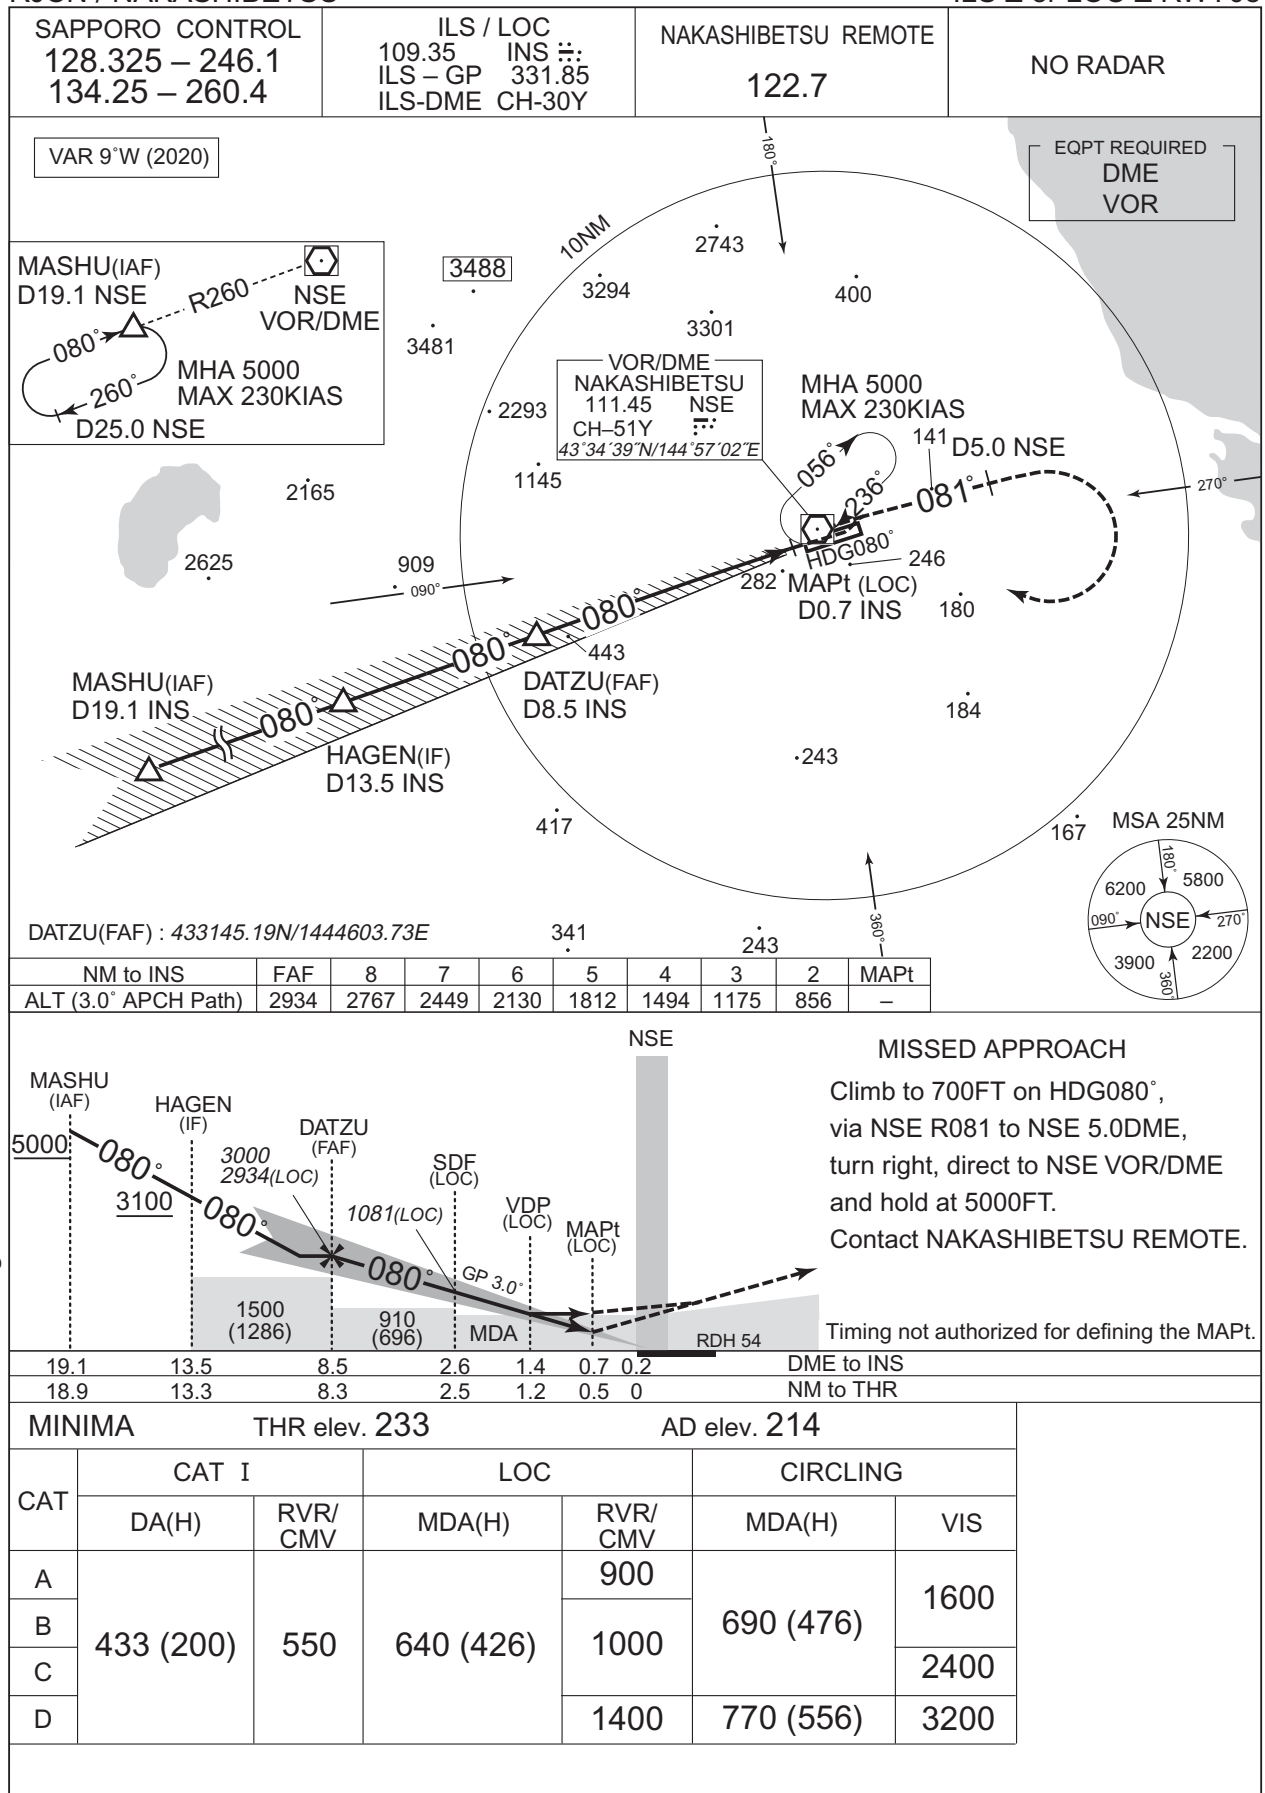 SAPPORO CONTROL
128.325 – 246.1
134.25 – 260.4
ILS / LOC
109.35 INS
ILS – GP 331.85
ILS-DME CH-30Y
NAKASHIBETSU REMOTE
122.7
NO RADAR
VAR 9˚W (2020)
EQPT REQUIRED
DME
VOR
180˚
10NM
2743
3488
3294
400
3301
3481
MASHU(IAF)
D19.1 NSE
R260
NSE
VOR/DME
080˚
260˚
MHA 5000
MAX 230KIAS
D25.0 NSE
VOR/DME
NAKASHIBETSU
111.45 NSE
CH–51Y
43˚34´39˝N/144˚57´02˝E
MHA 5000
MAX 230KIAS
2293
1145
2165
2625
909
090˚
056˚
236˚
141
D5.0 NSE
081˚
270˚
HDG080˚
246
282
MAPt (LOC)
D0.7 INS
180
080˚
080˚
443
DATZU(FAF)
D8.5 INS
MASHU(IAF)
D19.1 INS
080˚
HAGEN(IF)
D13.5 INS
184
243
417
167
MSA 25NM
180˚
6200
5800
090˚
NSE
270˚
3900
2200
360˚
360˚
DATZU(FAF) : 433145.19N/1444603.73E
341
243
NM to INS FAF 8 7 6 5 4 3 2 MAPt
ALT (3.0˚ APCH Path) 2934 2767 2449 2130 1812 1494 1175 856 –
NSE
MISSED APPROACH
Climb to 700FT on HDG080˚,
via NSE R081 to NSE 5.0DME,
turn right, direct to NSE VOR/DME
and hold at 5000FT.
Contact NAKASHIBETSU REMOTE.
MASHU
(IAF)
HAGEN
(IF)
DATZU
(FAF)
5000
080˚
3100
080˚
3000
2934(LOC)
1081(LOC)
SDF
(LOC)
VDP
(LOC)
MAPt
(LOC)
080˚
GP 3.0˚
1500
(1286)
910
(696)
MDA
RDH 54
Timing not authorized for defining the MAPt.
19.1 13.5 8.5 2.6 1.4 0.7 0.2 DME to INS
18.9 13.3 8.3 2.5 1.2 0.5 0 NM to THR
MINIMA THR elev. 233 AD elev. 214
CAT
CAT I
LOC
CIRCLING
DA(H)
RVR/
CMV
MDA(H)
RVR/
CMV
MDA(H)
VIS
A
B
C
D
433 (200)
550
640 (426)
900
1000
1400
690 (476)
770 (556)
1600
2400
3200